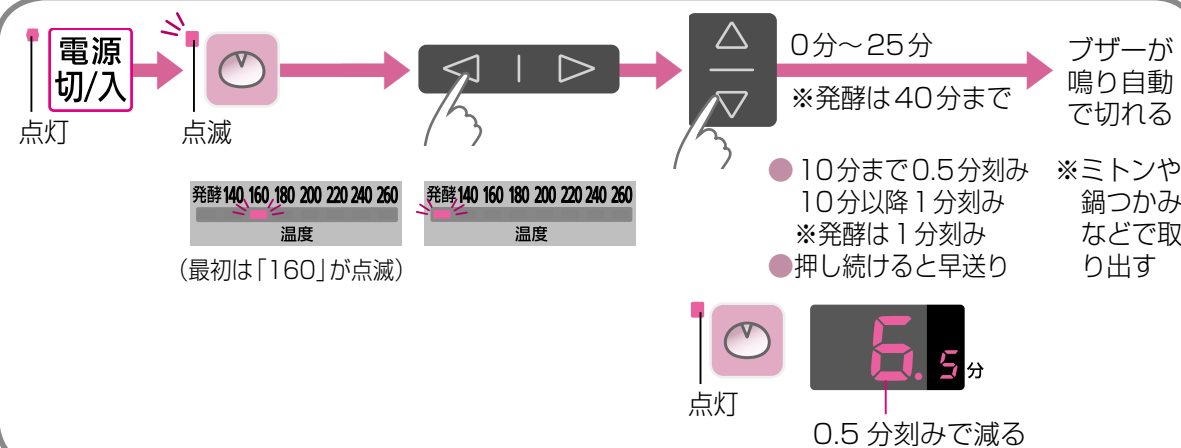 電源
切/入
点灯
点滅
発酵 140 160 180 200 220 240 260
温度
(最初は「160」が点滅)
発酵 140 160 180 200 220 240 260
温度
0分～25分
※発酵は40分まで
●10分まで0.5分刻み
10分以降1分刻み
※発酵は1分刻み
●押し続けると早送り
ブザーが
鳴り自動
で切れる
※ミトンや
鍋つかみ
などで取
り出す
点灯
6.5分
0.5 分刻みで減る